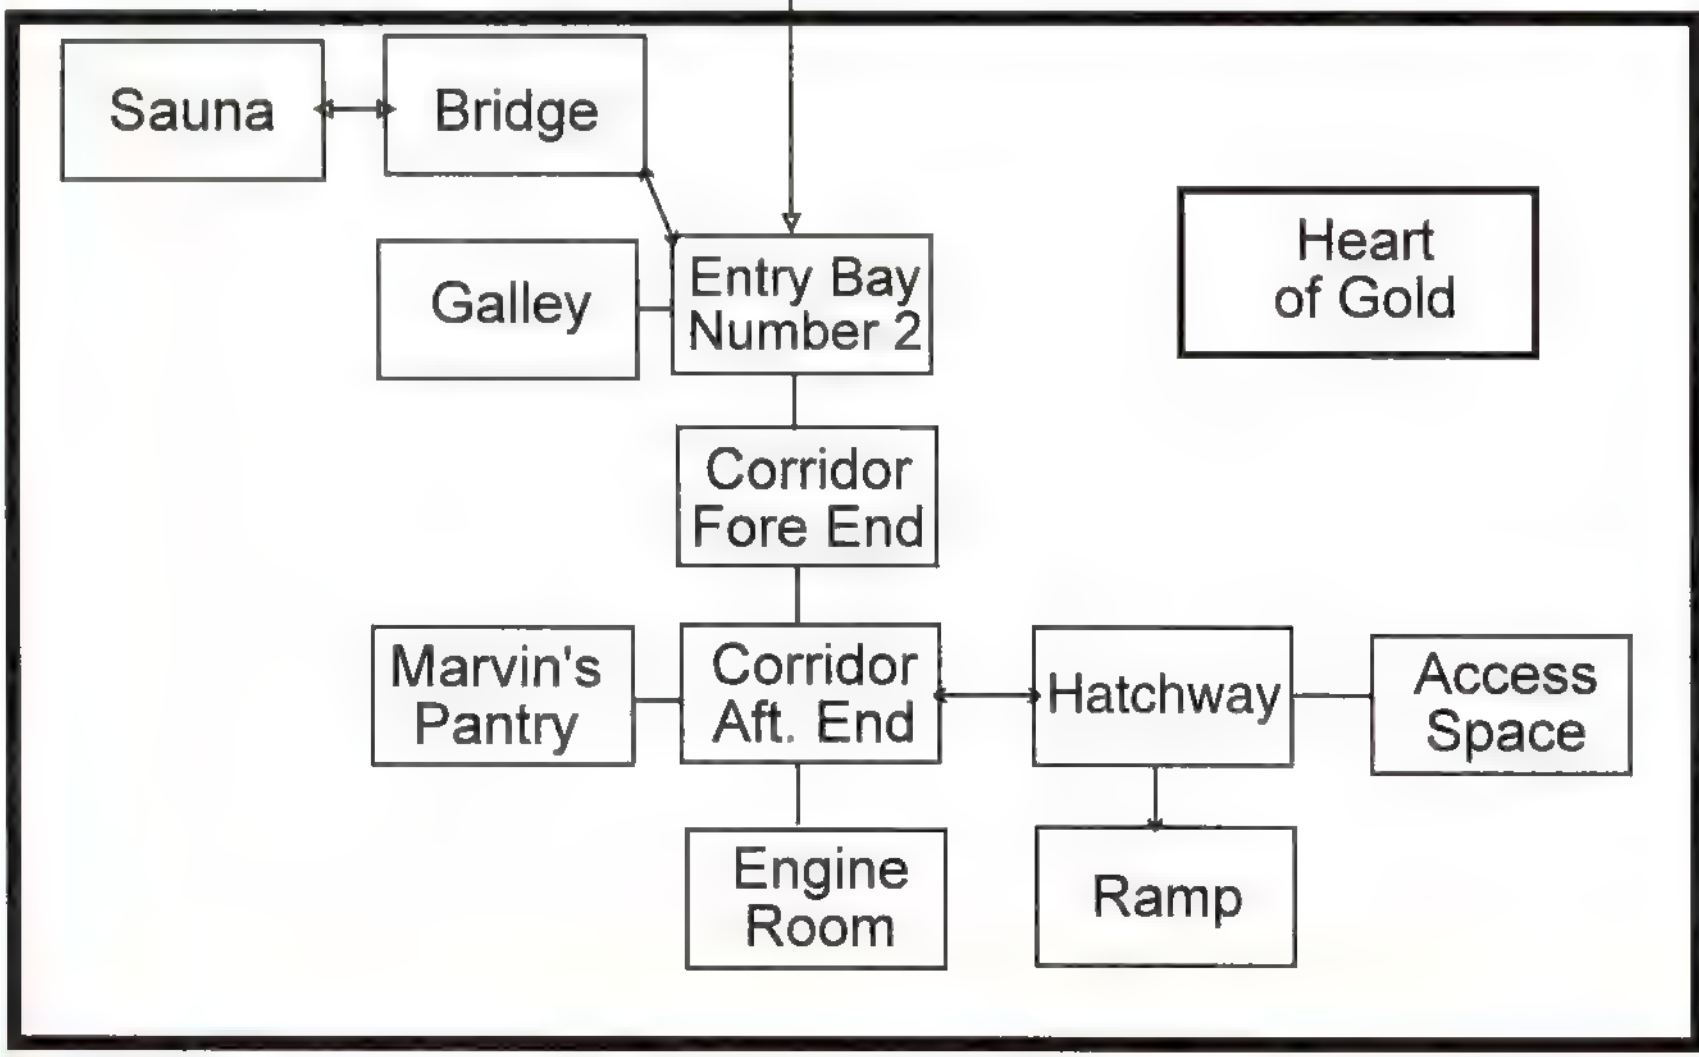 Sauna
Bridge
Heart
of Gold
Galley
Entry Bay
Number 2
Corridor
Fore End
Marvin's
Pantry
Corridor
Aft. End
Hatchway
Access
Space
Engine
Room
Ramp